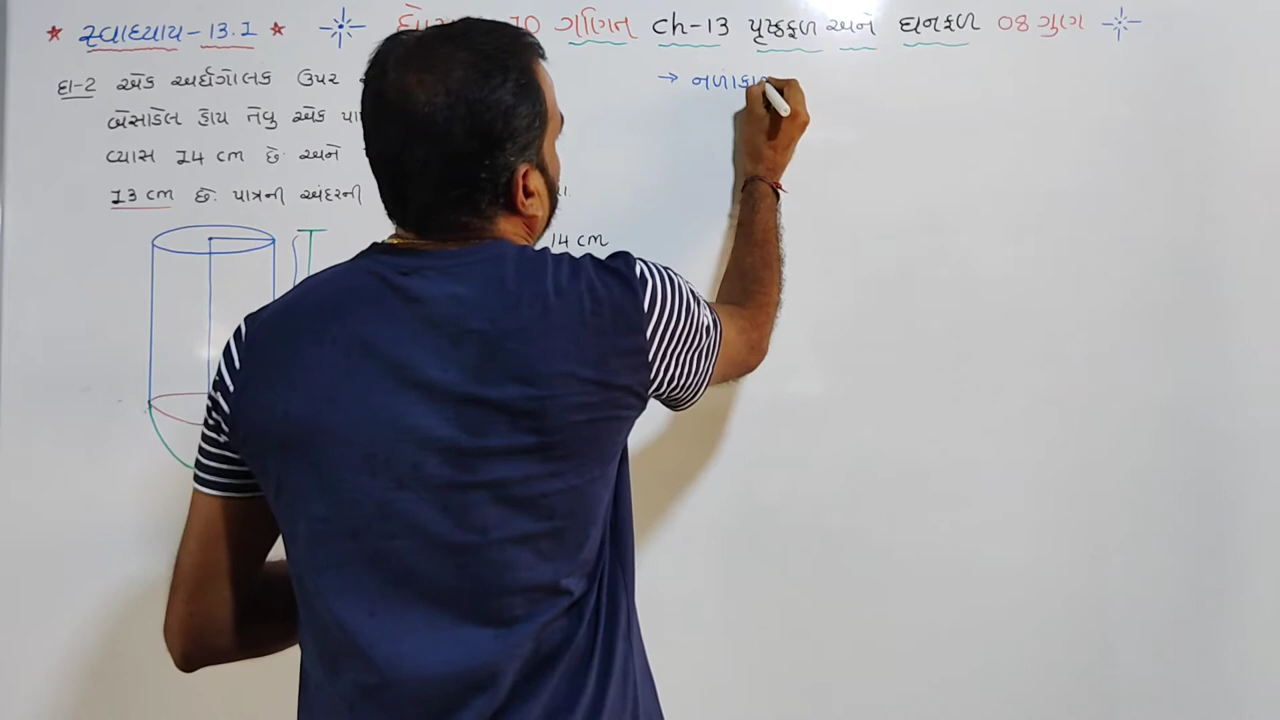 સ્વાધ્યાય-13.1
10 ગણિત ch-13 પૃષ્ઠફળ અને ઘનફળ 08 ગુણ
દા-2 એક અર્ધગોલક ઉપર
બેસાડેલ હોય તેવુ એક
વ્યાસ 14 cm છે. અને
13 cm છે. પાત્રની અંદરની
14 cm
→ નળાકા